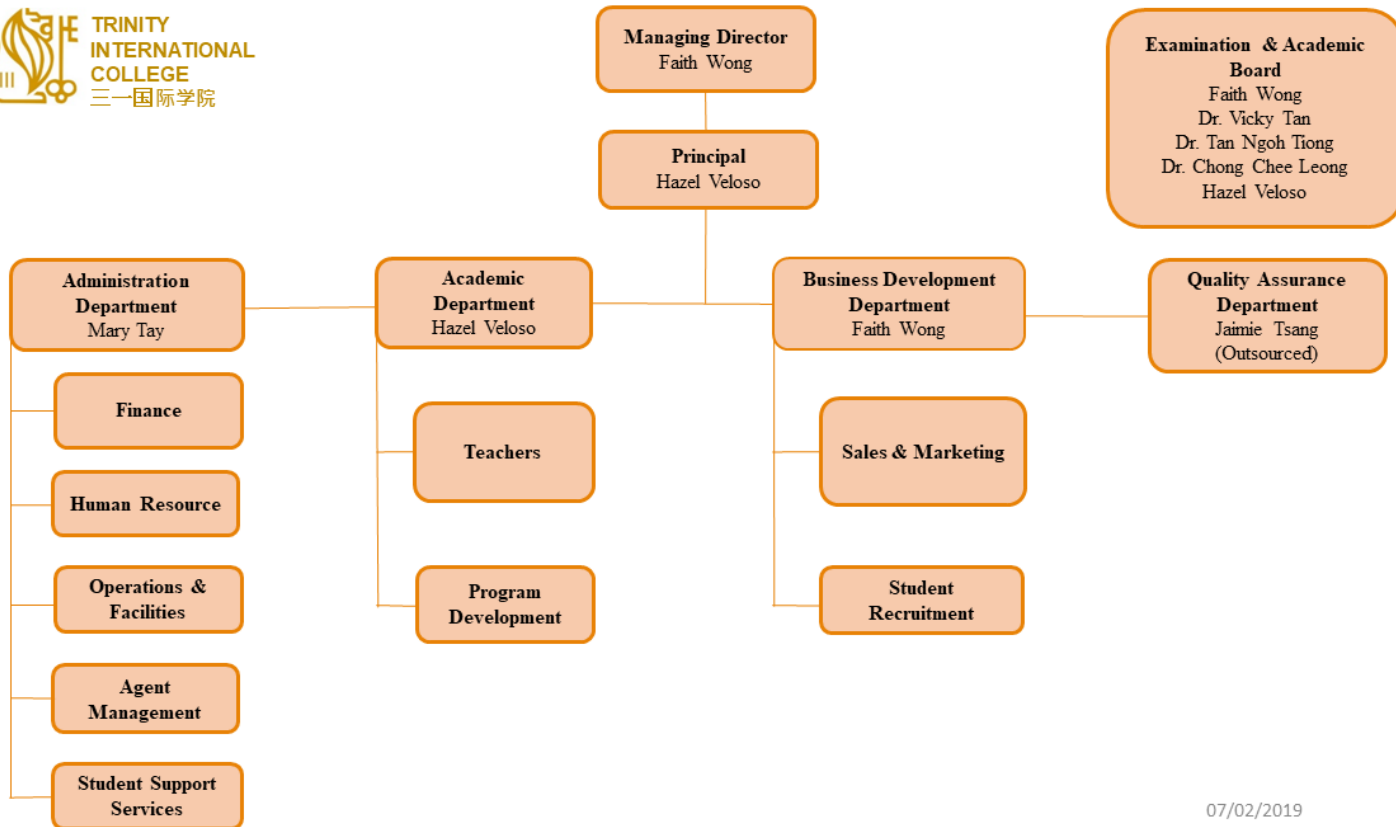 TRINITY
INTERNATIONAL
COLLEGE
三一国际学院
Managing Director
Faith Wong
Examination & Academic
Board
Faith Wong
Dr. Vicky Tan
Dr. Tan Ngoh Tiong
Dr. Chong Chee Leong
Hazel Veloso
Principal
Hazel Veloso
Administration
Department
Mary Tay
Academic
Department
Hazel Veloso
Business Development
Department
Faith Wong
Quality Assurance
Department
Jaimie Tsang
(Outsourced)
Finance
Human Resource
Operations &
Facilities
Agent
Management
Student Support
Services
Teachers
Program
Development
Sales & Marketing
Student
Recruitment
07/02/2019